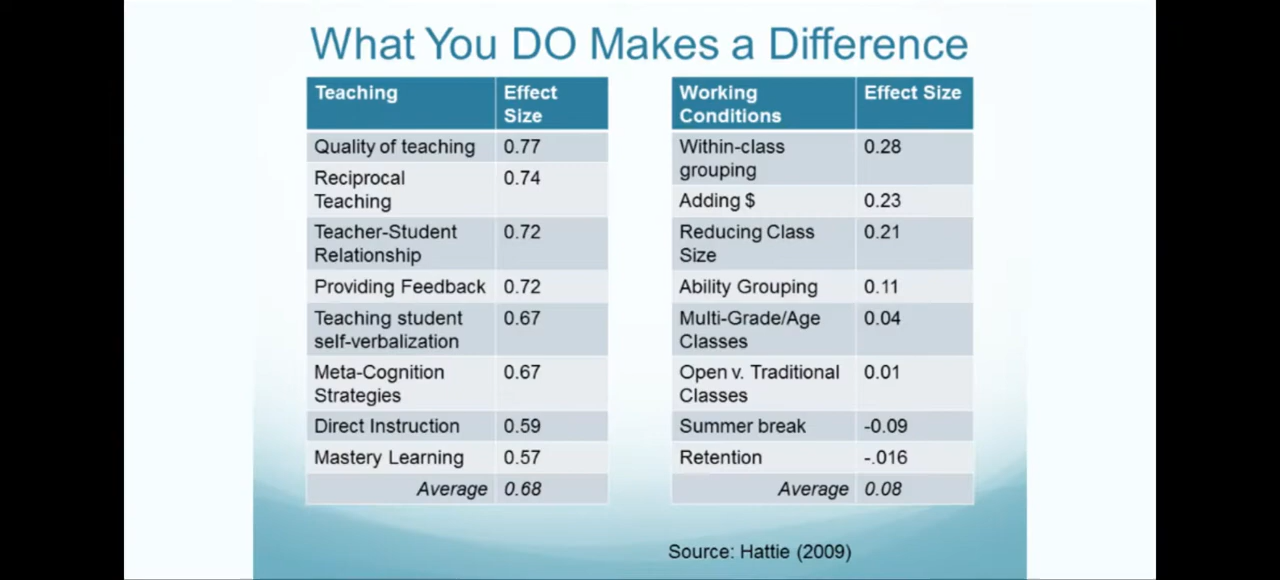 What You DO Makes a Difference
Teaching Effect
Size
Quality of teaching 0.77
Reciprocal 0.74
Teaching
Teacher-Student 0.72
Relationship
Providing Feedback 0.72
Teaching student 0.67
self-verbalization
Meta-Cognition 0.67
Strategies
Direct Instruction 0.59
Mastery Learning 0.57
Average 0.68
Working Effect Size
Conditions
Within-class 0.28
grouping
Adding $ 0.23
Reducing Class 0.21
Size
Ability Grouping 0.11
Multi-Grade/Age 0.04
Classes
Open v. Traditional 0.01
Classes
Summer break -0.09
Retention -.016
Average 0.08
Source: Hattie (2009)